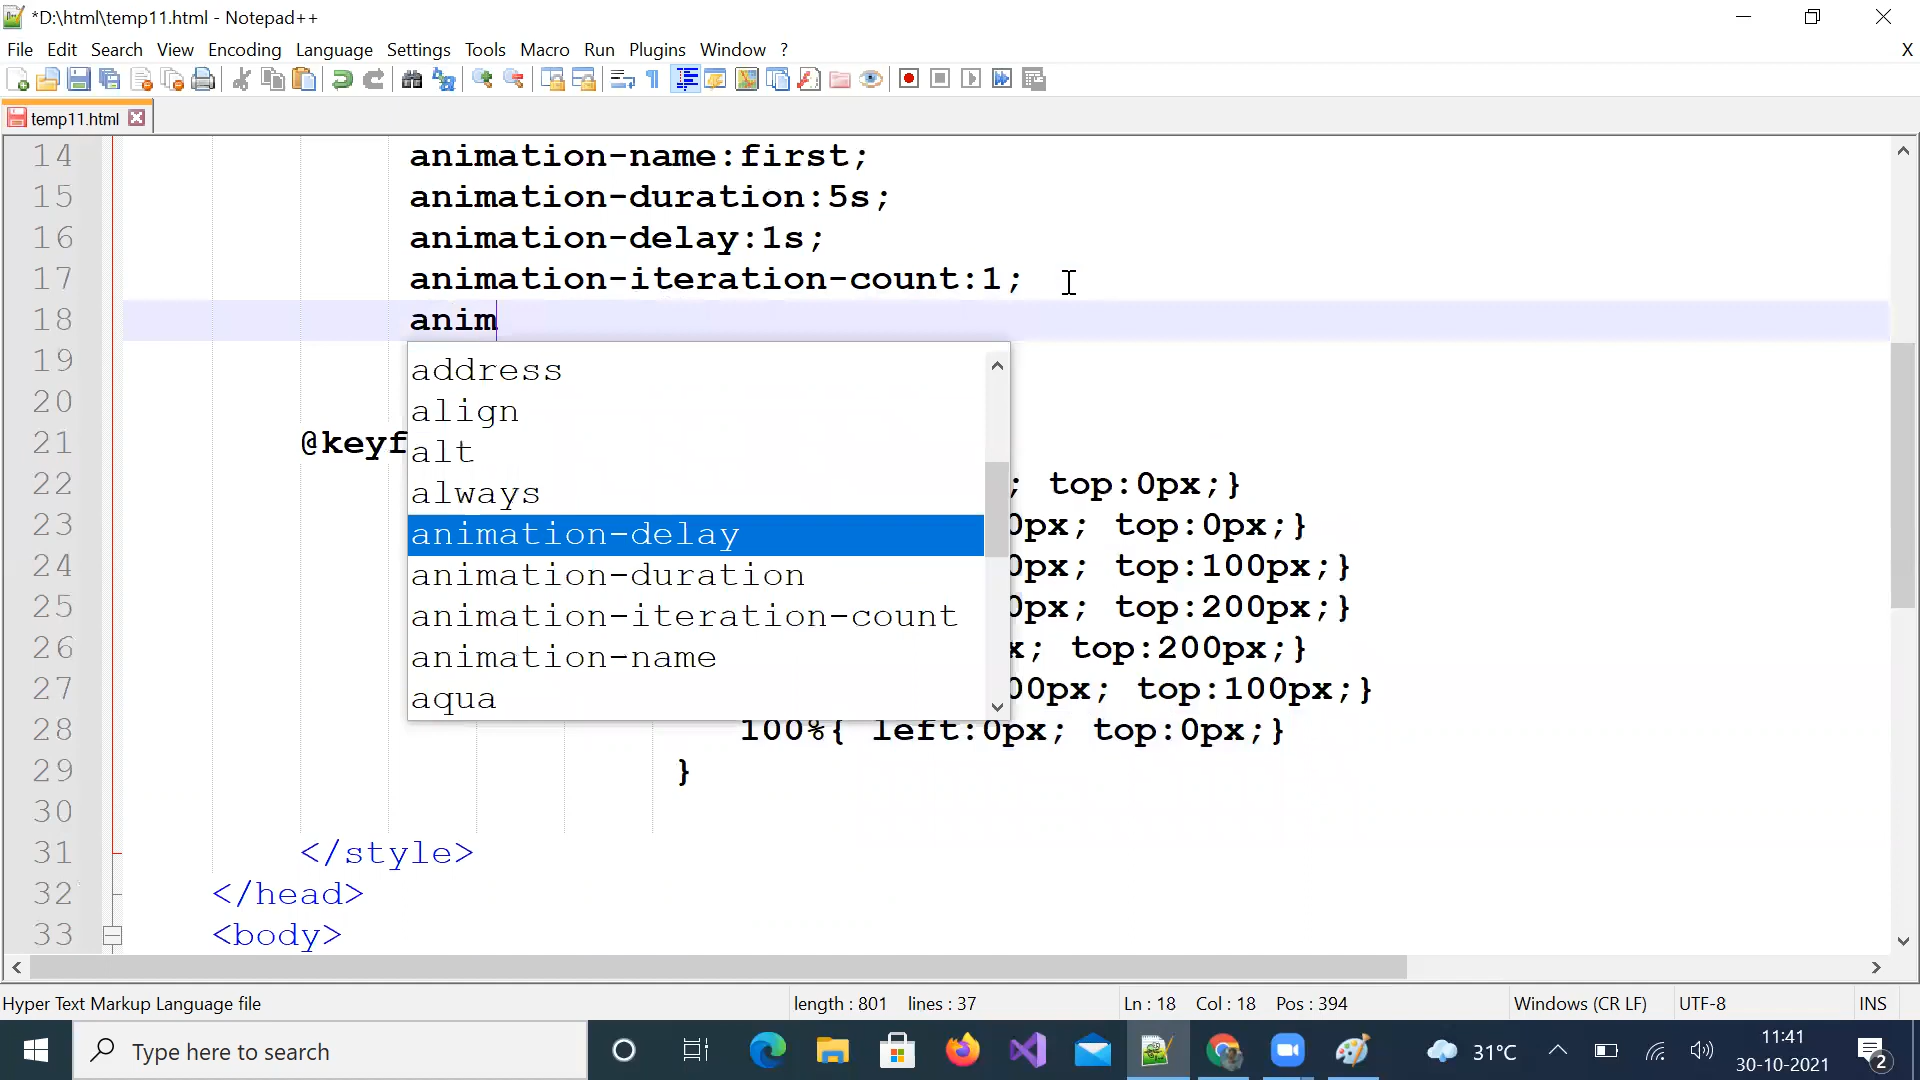 *D:\html\temp11.html - Notepad++
File Edit Search View Encoding Language Settings Tools Macro Run Plugins Window ? X
temp11.html
14 animation-name:first;
15 animation-duration:5s;
16 animation-delay:1s;
17 animation-iteration-count:1;
18 anim
19
address
20
align
21 @keyf
alt
22 ; top:0px;}
always
23 0px; top:0px;}
animation-delay
24 0px; top:100px;}
animation-duration
25 0px; top:200px;}
animation-iteration-count
26 x; top:200px;}
animation-name
27 00px; top:100px;}
aqua
28 100%{ left:0px; top:0px;}
29 }
30
31 </style>
32 </head>
33 <body>
Hyper Text Markup Language file length : 801 lines : 37 Ln : 18 Col : 18 Pos : 394 Windows (CR LF) UTF-8 INS
Type here to search 31°C 11:41
30-10-2021 2